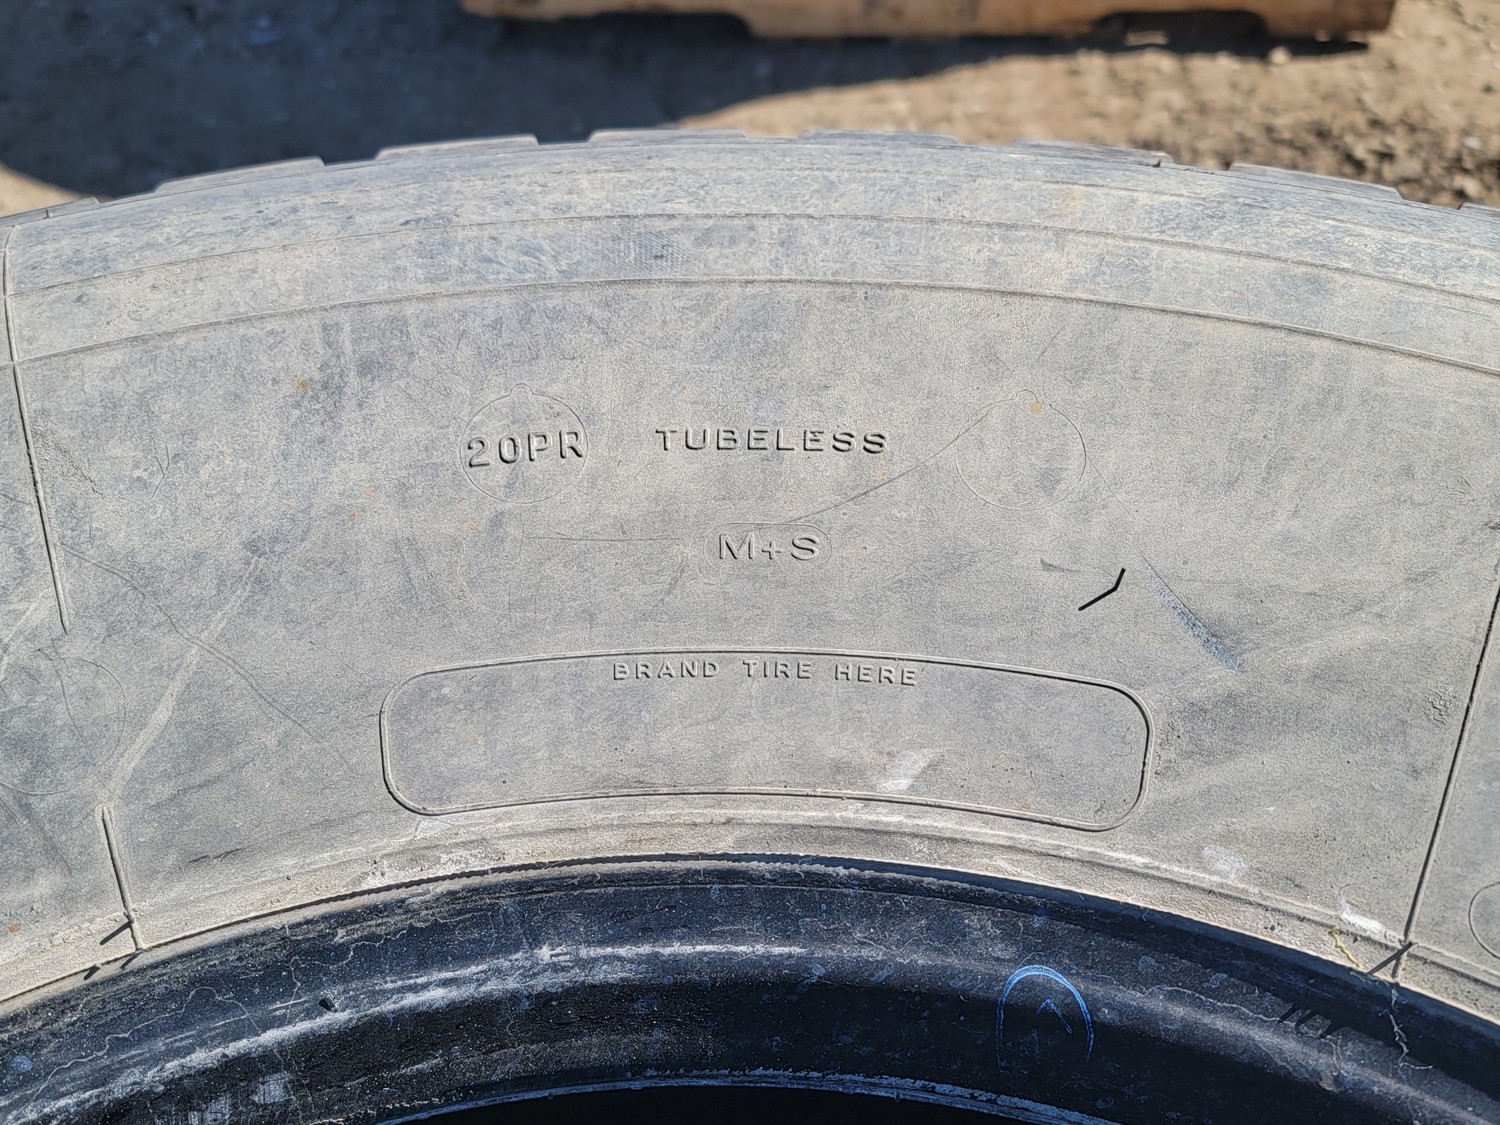 20PR TUBELESS
M+S
BRAND TIRE HERE